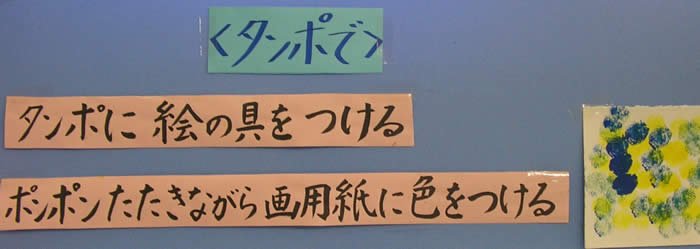 <タンポで>
タンポに 絵の具を つける
ポンポンたたきながら画用紙に色をつける